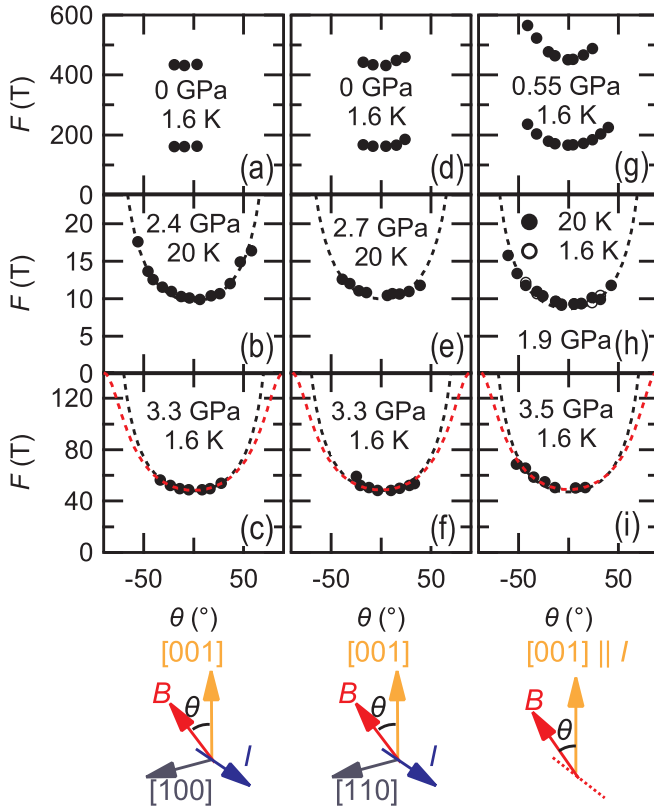 600
400
200
0
F (T)
0 GPa
1.6 K
(a)
0 GPa
1.6 K
(d)
0.55 GPa
1.6 K
(g)
20
15
10
5
0
F (T)
2.4 GPa
20 K
(b)
2.7 GPa
20 K
(e)
20 K
1.6 K
1.9 GPa
(h)
120
80
40
0
F (T)
3.3 GPa
1.6 K
(c)
3.3 GPa
1.6 K
(f)
3.5 GPa
1.6 K
(i)
-50 0 50
-50 0 50
-50 0 50
θ (°)
θ (°)
θ (°)
[001]
B
θ
I
[100]
[001]
B
θ
I
[110]
[001] || I
B
θ